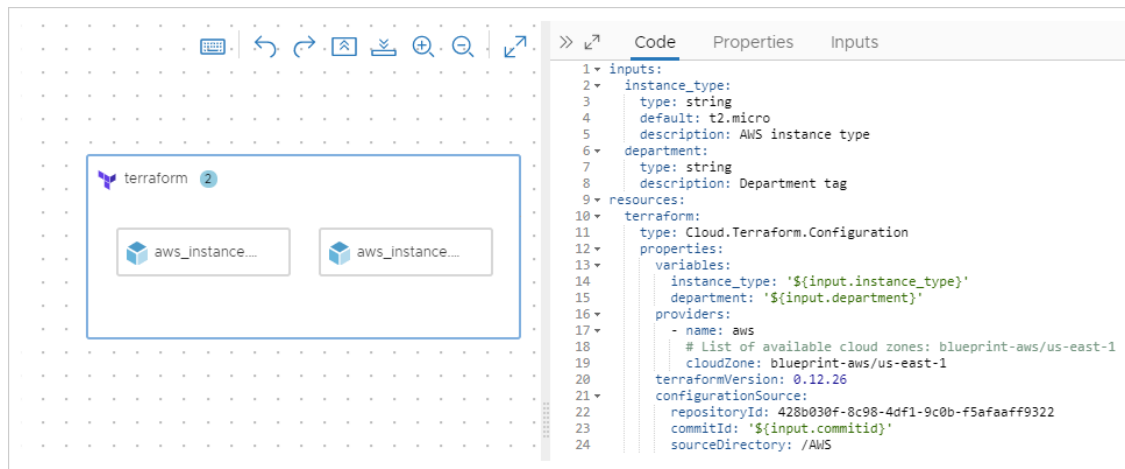 Code Properties Inputs
terraform 2
aws_instance....
aws_instance....
1 inputs:
2 instance_type:
3 type: string
4 default: t2.micro
5 description: AWS instance type
6 department:
7 type: string
8 description: Department tag
9 resources:
10 terraform:
11 type: Cloud.Terraform.Configuration
12 properties:
13 variables:
14 instance_type: '${input.instance_type}'
15 department: '${input.department}'
16 providers:
17 - name: aws
18 # List of available cloud zones: blueprint-aws/us-east-1
19 cloudZone: blueprint-aws/us-east-1
20 terraformVersion: 0.12.26
21 configurationSource:
22 repositoryId: 428b030f-8c98-4df1-9c0b-f5afaaff9322
23 commitId: '${input.commitid}'
24 sourceDirectory: /AWS